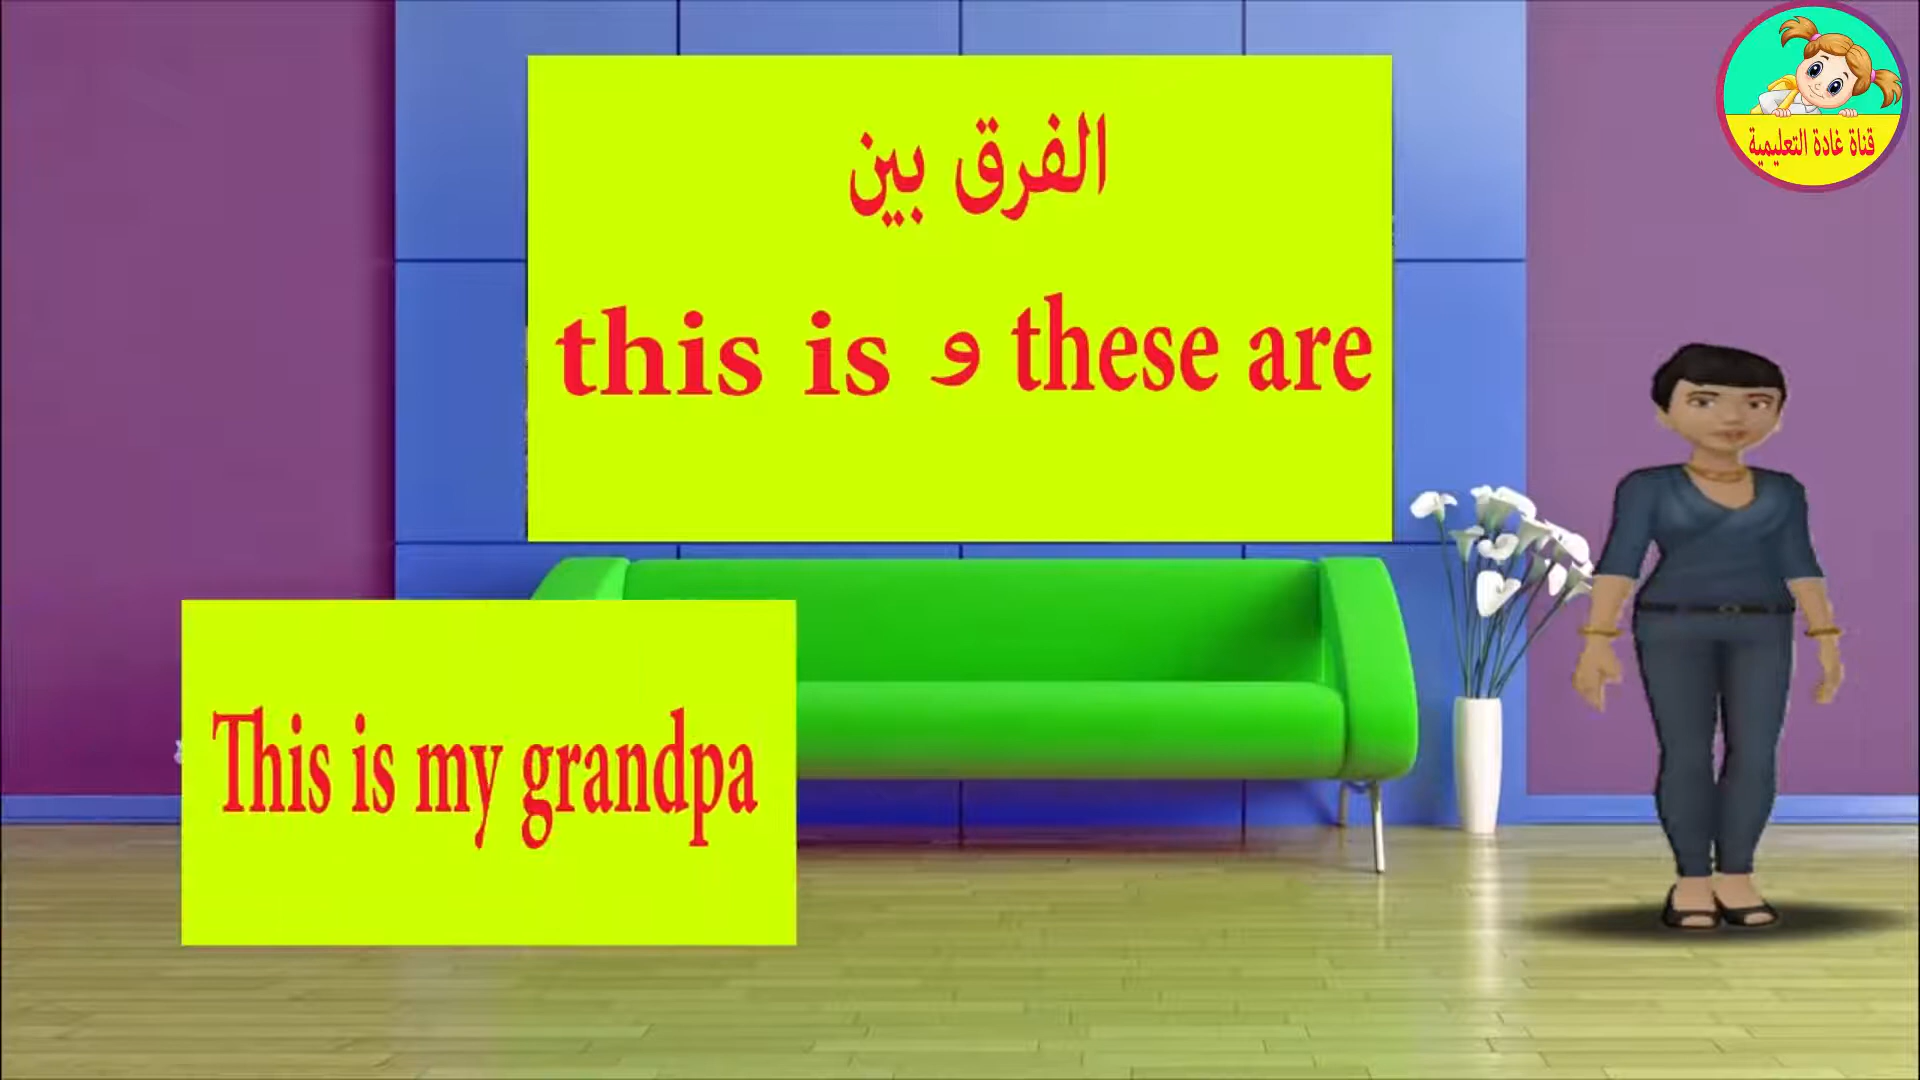 الفرق بين
this is و these are
This is my grandpa
قناة غادة التعليمية